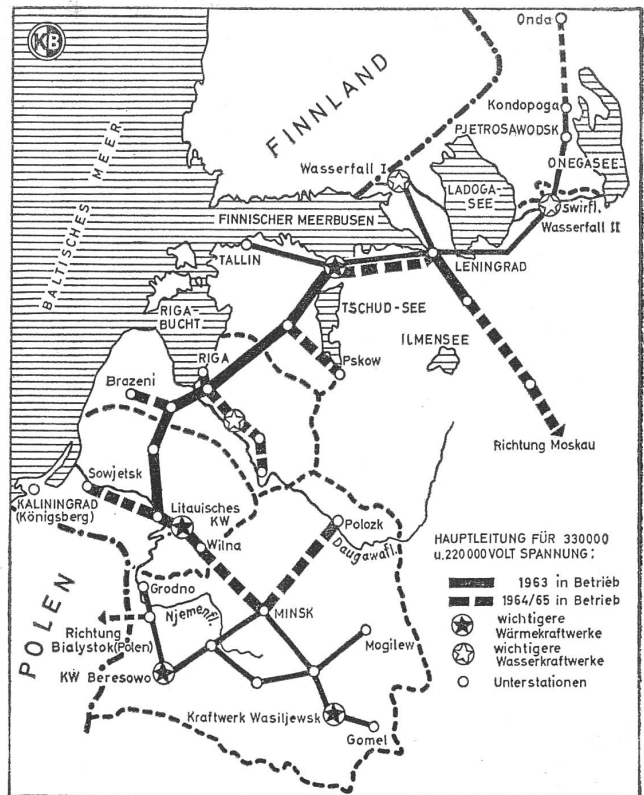 KB
Onda
Kondopoga
PJETROSAWODSK
ONEGASEE
FINNLAND
Wasserfall I
LADOGA-
SEE
Swirfl.
Wasserfall II
BALTISCHES MEER
FINNISCHER MEERBUSEN
TALLIN
LENINGRAD
RIGA-
BUCHT
TSCHUD-SEE
ILMENSEE
RIGA
Pskow
Brazeni
Richtung Moskau
Sowjetsk
KALININGRAD
(Königsberg)
Litauisches
KW
Wilna
Polozk
Daugawafl.
HAUPTLEITUNG FÜR 330000
u. 220000 VOLT SPANNUNG:
1963 in Betrieb
1964/65 in Betrieb
wichtigere
Wärmekraftwerke
wichtigere
Wasserkraftwerke
Unterstationen
Grodno
Njemenfl.
MINSK
POLEN
Richtung
Bialystok (Polen)
Mogilew
KW Beresowo
Kraftwerk Wasiljewsk
Gomel